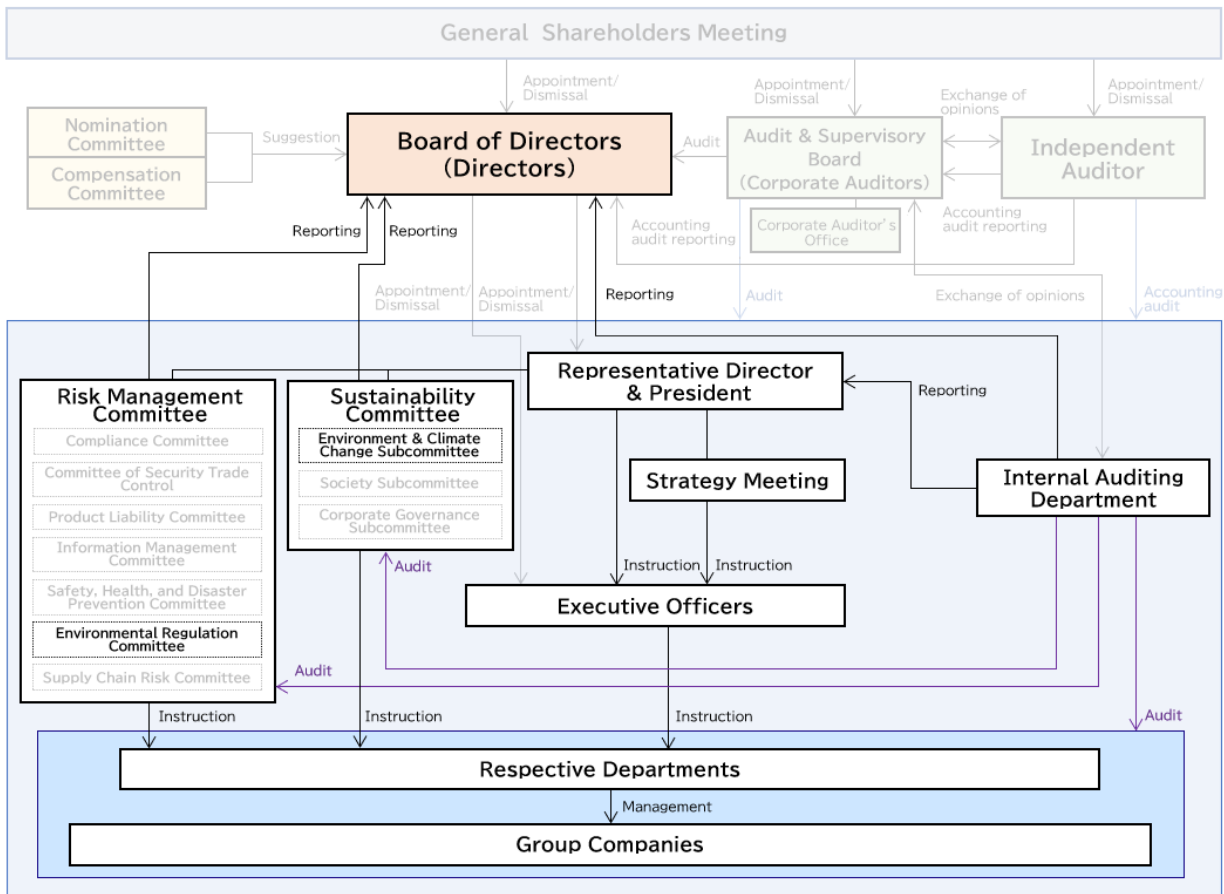 General Shareholders Meeting
Appointment/
Dismissal
Appointment/
Dismissal
Appointment/
Dismissal
Exchange of
opinions
Nomination
Committee
Compensation
Committee
Suggestion
Board of Directors
(Directors)
Audit
Audit & Supervisory
Board
(Corporate Auditors)
Corporate Auditor's
Office
Independent
Auditor
Reporting
Reporting
Accounting
audit reporting
Accounting
audit reporting
Appointment/
Dismissal
Appointment/
Dismissal
Reporting
Audit
Exchange of opinions
Accounting
audit
Risk Management
Committee
Compliance Committee
Committee of Security Trade
Control
Product Liability Committee
Information Management
Committee
Safety, Health, and Disaster
Prevention Committee
Environmental Regulation
Committee
Supply Chain Risk Committee
Sustainability
Committee
Environment & Climate
Change Subcommittee
Society Subcommittee
Corporate Governance
Subcommittee
Representative Director
& President
Reporting
Strategy Meeting
Internal Auditing
Department
Audit
Instruction
Instruction
Executive Officers
Audit
Instruction
Instruction
Instruction
Audit
Respective Departments
Management
Group Companies